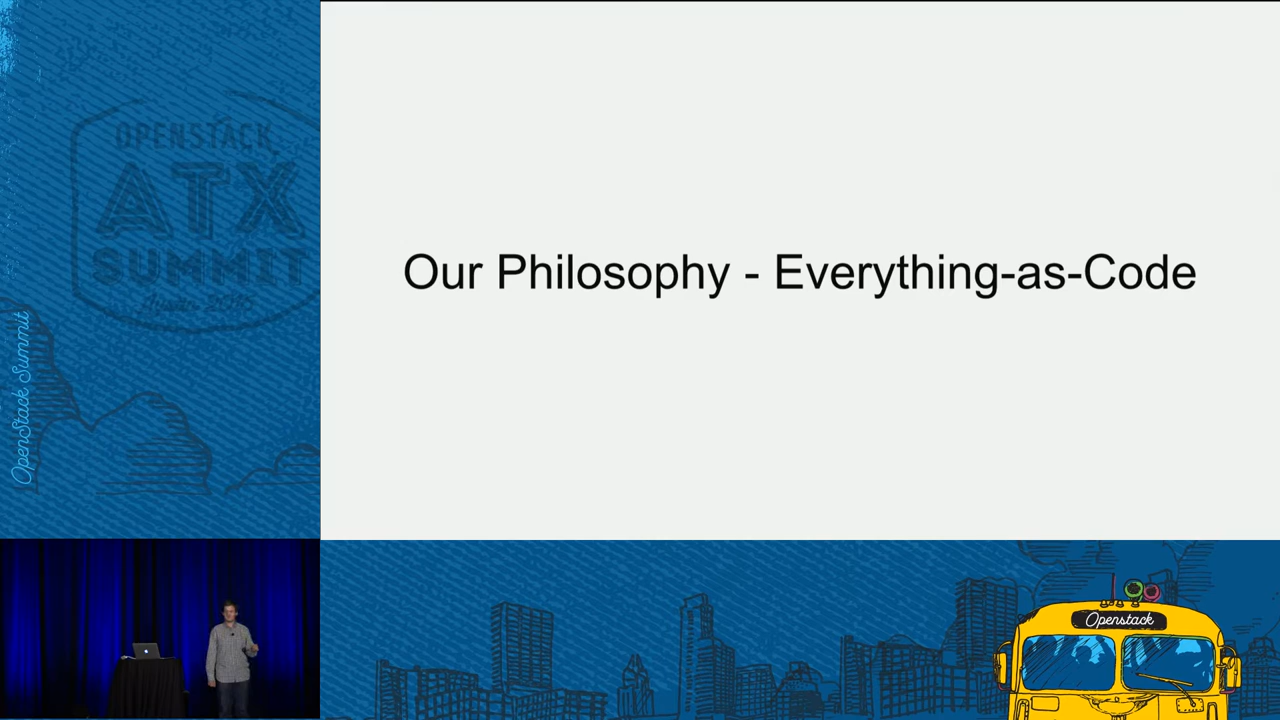 OPENSTACK
ATX
SUMMIT
OpenStack Summit
Our Philosophy - Everything-as-Code
Openstack